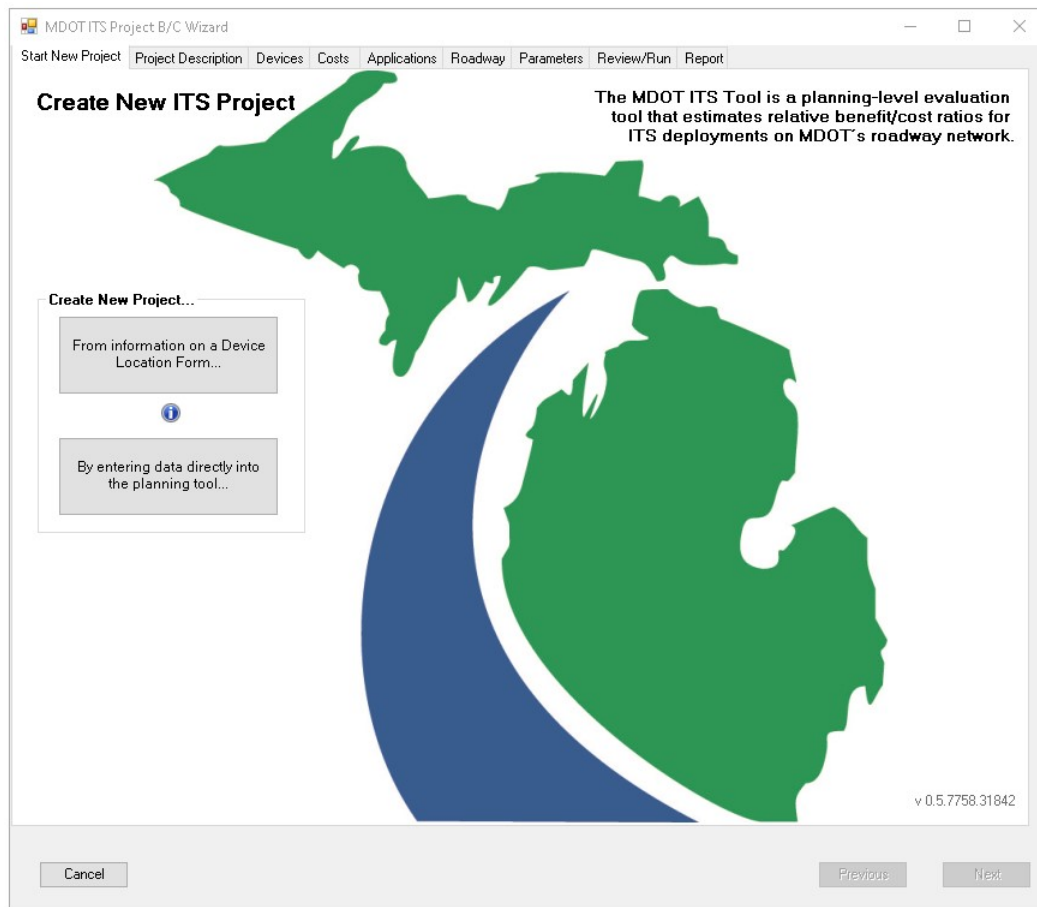 MDOT ITS Project B/C Wizard
Start New Project Project Description Devices Costs Applications Roadway Parameters Review/Run Report
Create New ITS Project
The MDOT ITS Tool is a planning-level evaluation
tool that estimates relative benefit/cost ratios for
ITS deployments on MDOT´s roadway network.
Create New Project...
From information on a Device
Location Form...
i
By entering data directly into
the planning tool...
v 0.5.7758.31842
Cancel Previous Next